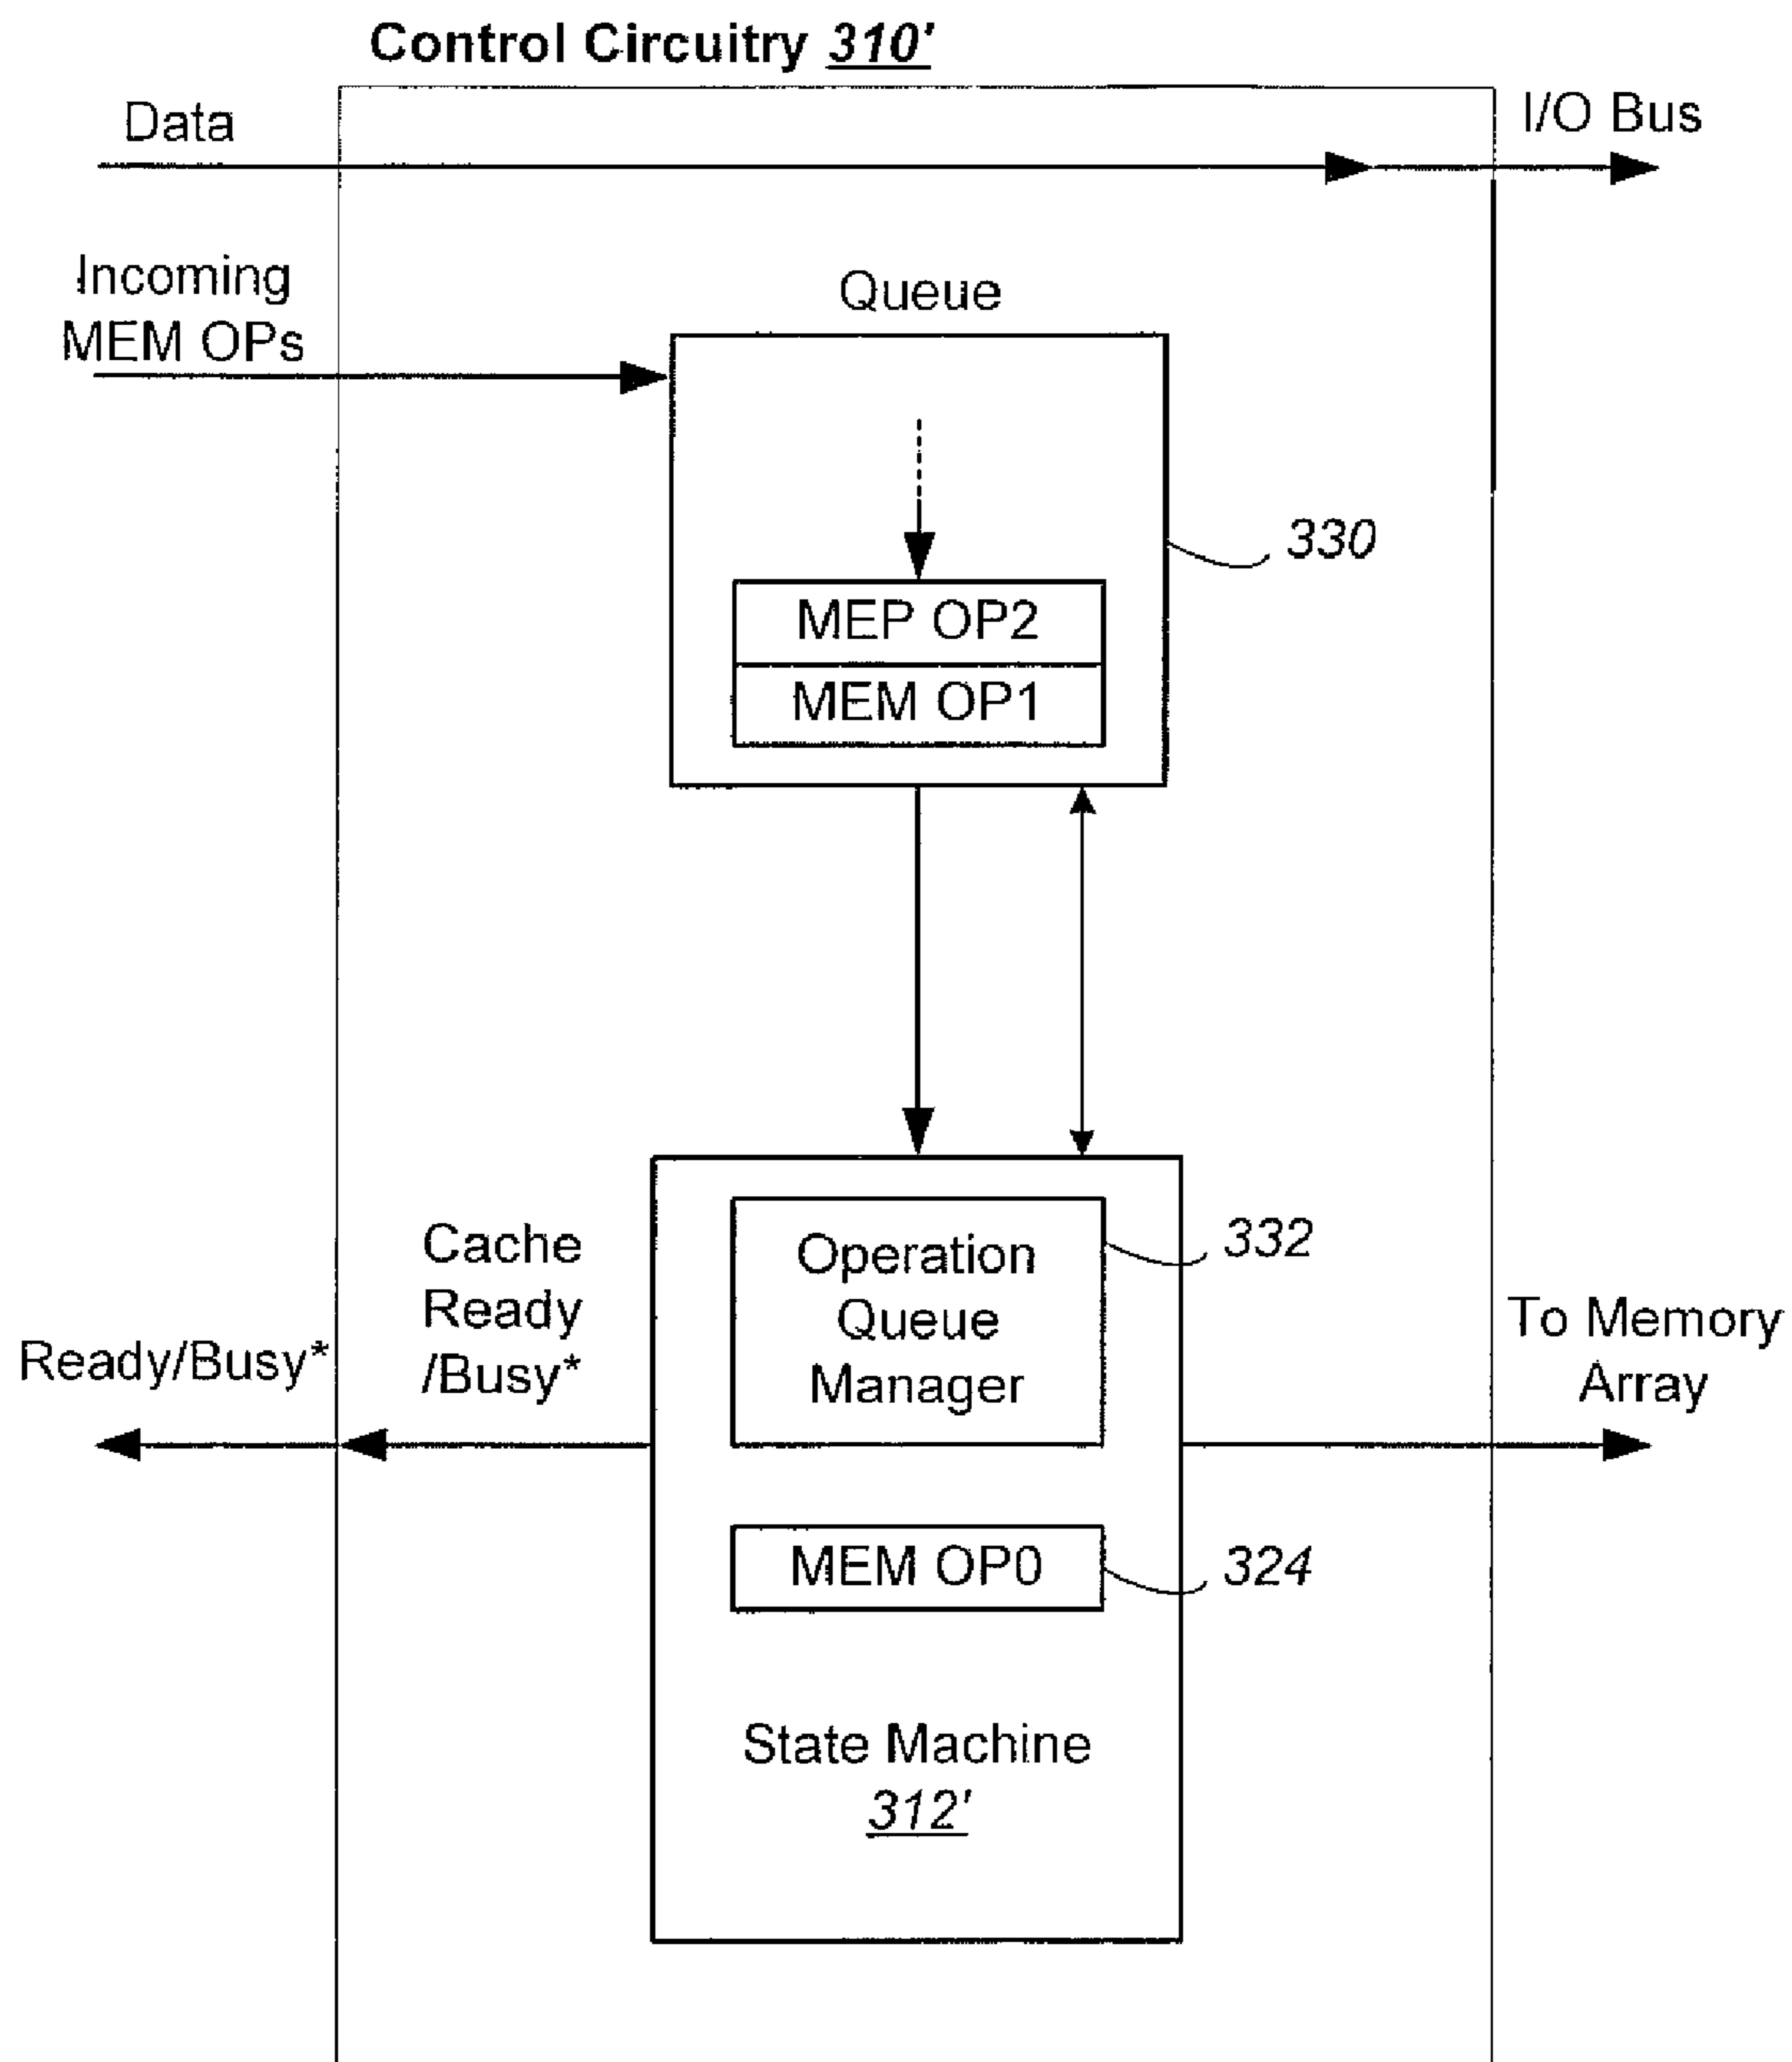 Control Circuitry 310'
Data
I/O Bus
Incoming
MEM OPs
Queue
330
MEP OP2
MEM OP1
Operation
Queue
Manager
332
Cache
Ready
/Busy*
Ready/Busy*
To Memory
Array
MEM OP0
324
State Machine
312'